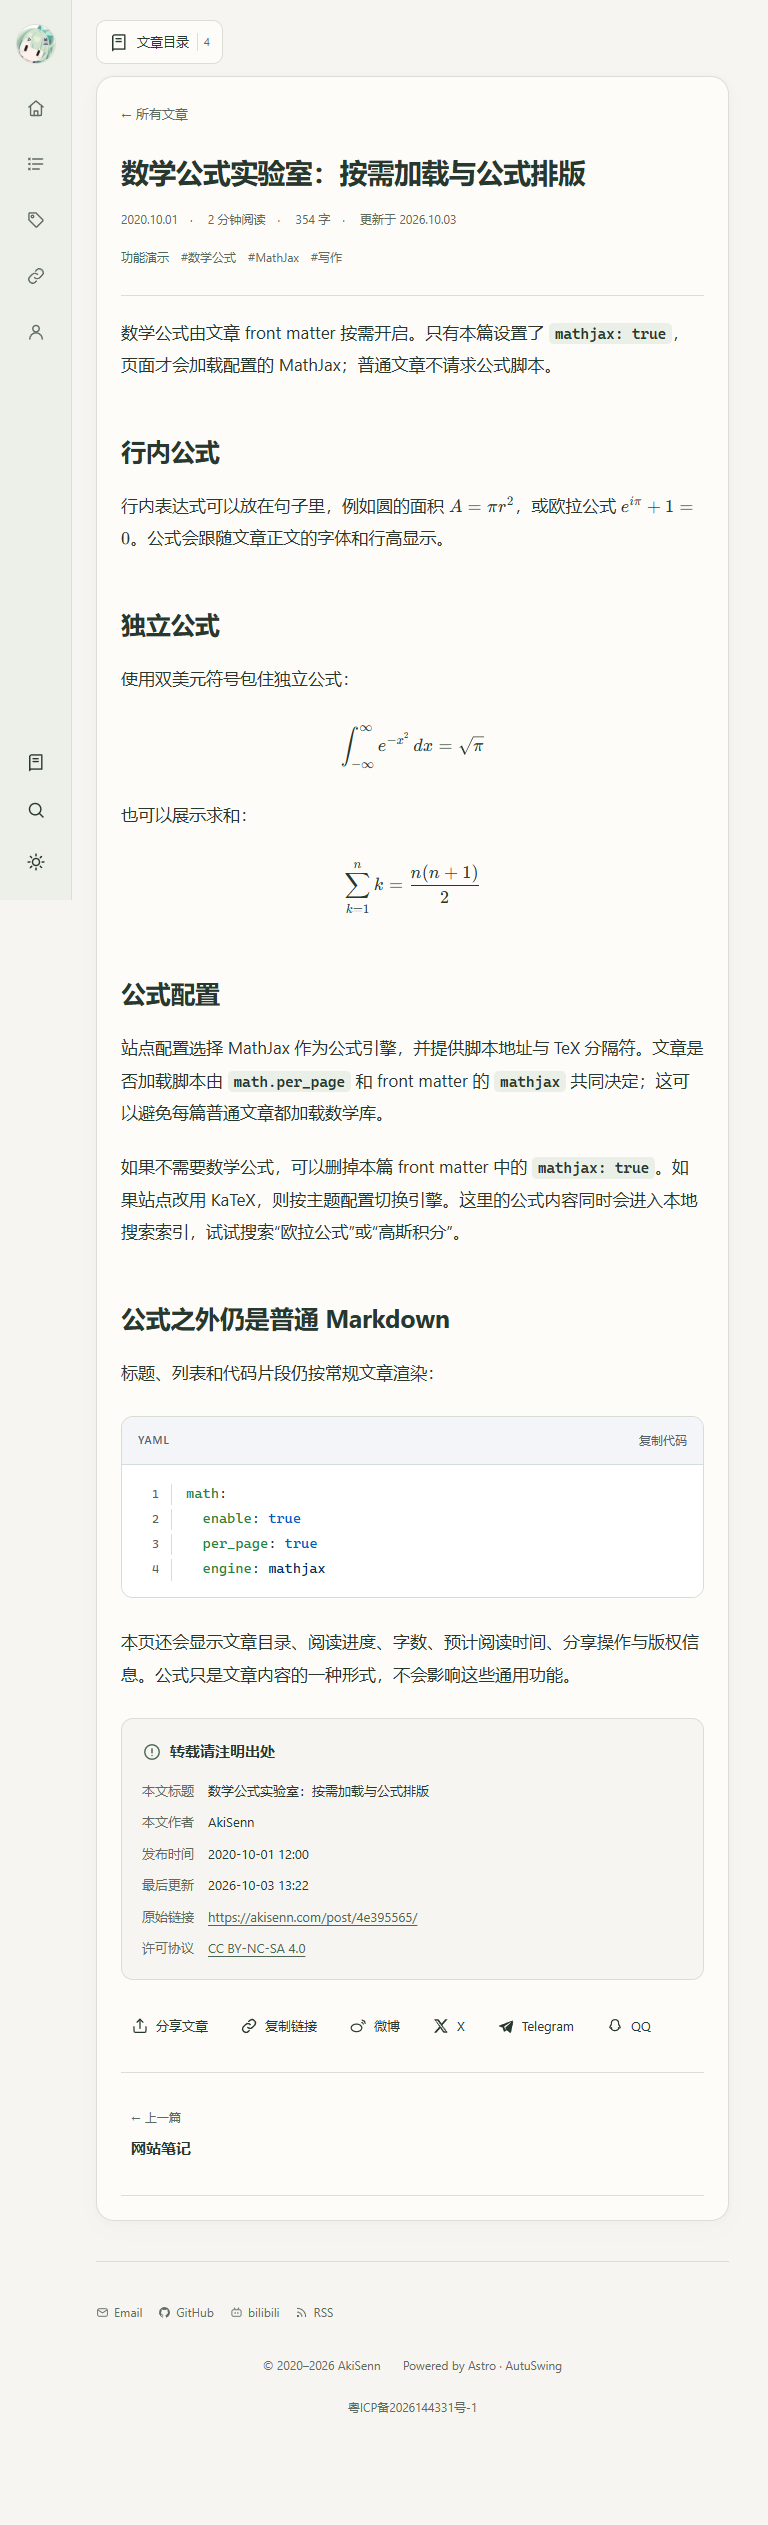 文章目录 4
← 所有文章
数学公式实验室：按需加载与公式排版
2020.10.01 · 2 分钟阅读 · 354 字 · 更新于 2026.10.03
功能演示 #数学公式 #MathJax #写作
数学公式由文章 front matter 按需开启。只有本篇设置了 mathjax: true，
页面才会加载配置的 MathJax；普通文章不请求公式脚本。
行内公式
行内表达式可以放在句子里，例如圆的面积 A = πr²，或欧拉公式 e^{iπ} + 1 =
0。公式会跟随文章正文的字体和行高显示。
独立公式
使用双美元符号包住独立公式：
∫_{−∞}^{∞} e^{−x²} dx = √π
也可以展示求和：
∑_{k=1}^{n} k = n(n + 1)/2
公式配置
站点配置选择 MathJax 作为公式引擎，并提供脚本地址与 TeX 分隔符。文章是
否加载脚本由 math.per_page 和 front matter 的 mathjax 共同决定；这可
以避免每篇普通文章都加载数学库。
如果不需要数学公式，可以删掉本篇 front matter 中的 mathjax: true。如
果站点改用 KaTeX，则按主题配置切换引擎。这里的公式内容同时会进入本地
搜索索引，试试搜索“欧拉公式”或“高斯积分”。
公式之外仍是普通 Markdown
标题、列表和代码片段仍按常规文章渲染：
YAML 复制代码
1 math:
2   enable: true
3   per_page: true
4   engine: mathjax
本页还会显示文章目录、阅读进度、字数、预计阅读时间、分享操作与版权信
息。公式只是文章内容的一种形式，不会影响这些通用功能。
转载请注明出处
本文标题 数学公式实验室：按需加载与公式排版
本文作者 AkiSenn
发布时间 2020-10-01 12:00
最后更新 2026-10-03 13:22
原始链接 https://akisenn.com/post/4e395565/
许可协议 CC BY-NC-SA 4.0
分享文章 复制链接 微博 X Telegram QQ
← 上一篇
网站笔记
Email GitHub bilibili RSS
© 2020–2026 AkiSenn Powered by Astro · AutuSwing
粤ICP备2026144331号-1